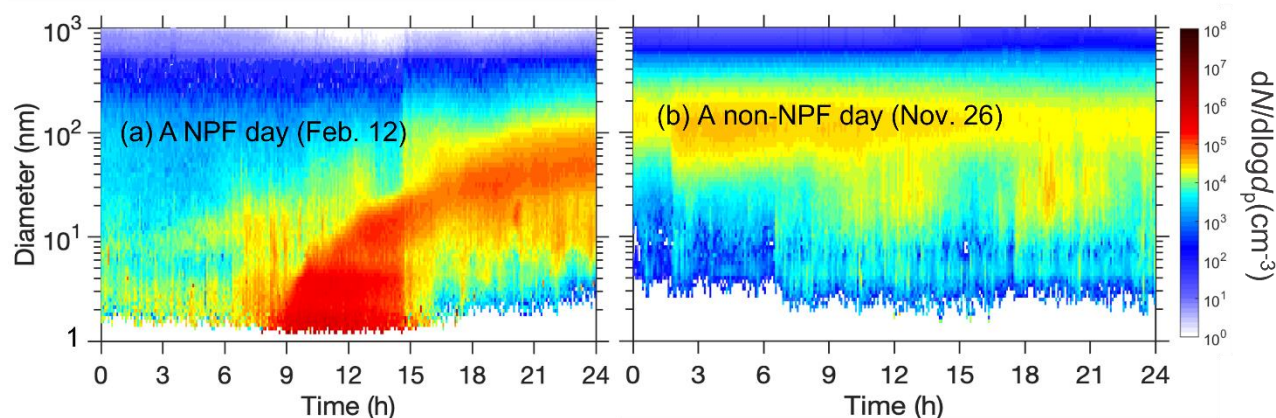 10³
10²
10¹
1
Diameter (nm)
(a) A NPF day (Feb. 12)
0 3 6 9 12 15 18 21 24
Time (h)
(b) A non-NPF day (Nov. 26)
0 3 6 9 12 15 18 21 24
Time (h)
10⁸
10⁷
10⁶
10⁵
10⁴
10³
10²
10¹
10⁰
dN/dlogdₚ(cm⁻³)